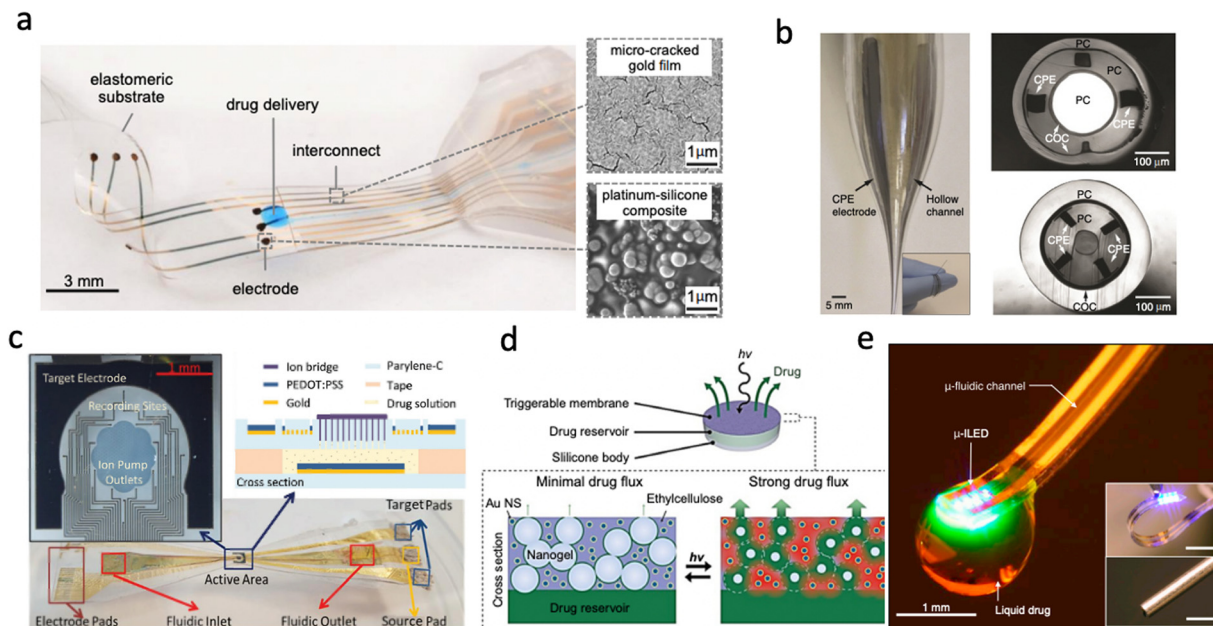 a
elastomeric
substrate
drug delivery
interconnect
electrode
3 mm
micro-cracked
gold film
1μm
platinum-silicone
composite
1μm
b
CPE
electrode
Hollow
channel
5 mm
PC
PC
CPE
PC
CPE
COC
100 μm
PC
PC
CPE
CPE
COC
100 μm
c
Target Electrode
1 mm
Recording Sites
Ion Pump
Outlets
Ion bridge
PEDOT:PSS
Gold
Parylene-C
Tape
Drug solution
Cross section
Target Pads
Active Area
Electrode Pads
Fluidic Inlet
Fluidic Outlet
Source Pad
d
hv
Drug
Triggerable membrane
Drug reservoir
Slilicone body
Minimal drug flux
Strong drug flux
Au NS
Ethylcellulose
Nanogel
hv
Cross section
Drug reservoir
e
μ-fluidic channel
μ-ILED
Liquid drug
1 mm